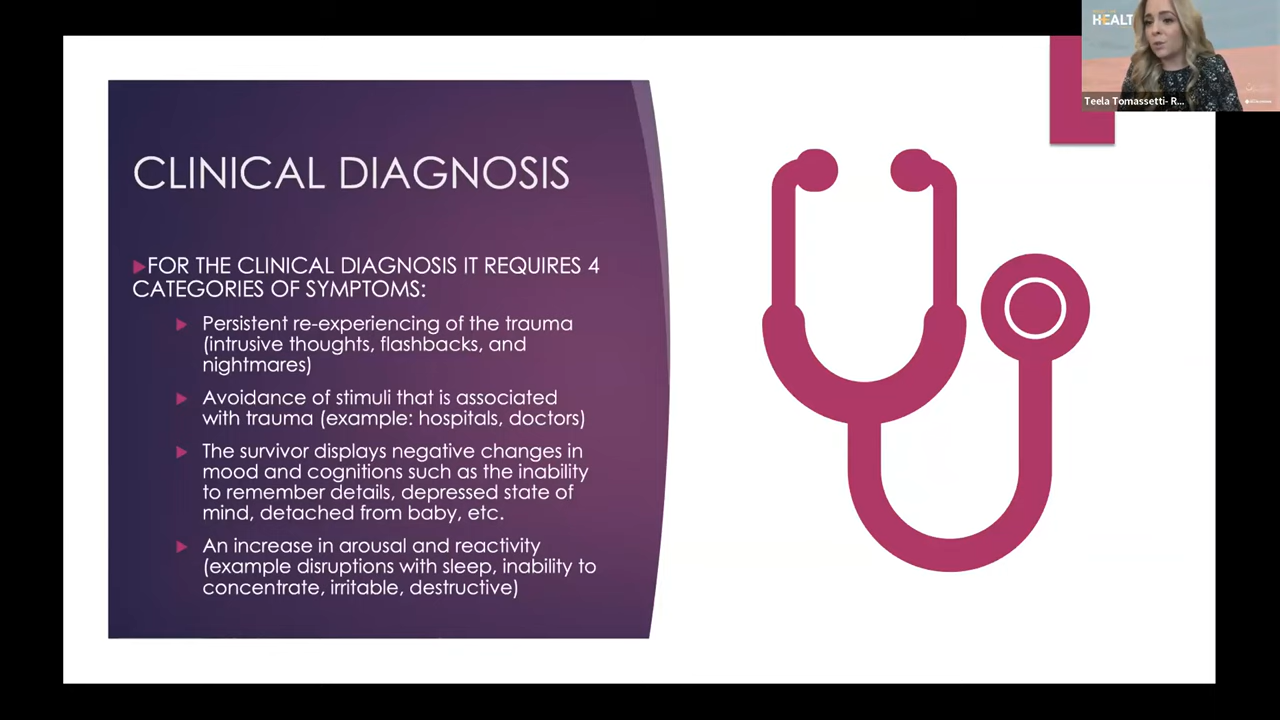 HEALT
Teela Tomassetti- R...
CLINICAL DIAGNOSIS
FOR THE CLINICAL DIAGNOSIS IT REQUIRES 4
CATEGORIES OF SYMPTOMS:
Persistent re-experiencing of the trauma
(intrusive thoughts, flashbacks, and
nightmares)
Avoidance of stimuli that is associated
with trauma (example: hospitals, doctors)
The survivor displays negative changes in
mood and cognitions such as the inability
to remember details, depressed state of
mind, detached from baby, etc.
An increase in arousal and reactivity
(example disruptions with sleep, inability to
concentrate, irritable, destructive)